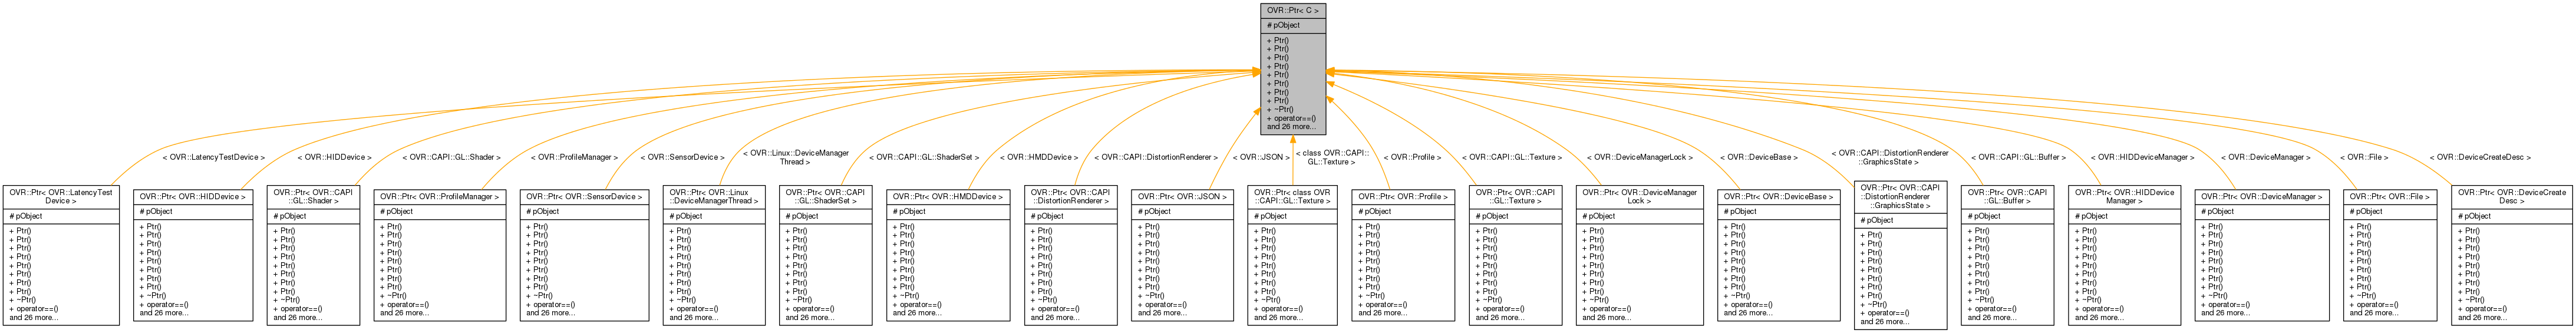 OVR::Ptr< C >
# pObject
+ Ptr()
+ Ptr()
+ Ptr()
+ Ptr()
+ Ptr()
+ Ptr()
+ Ptr()
+ Ptr()
+ ~Ptr()
+ operator==()
and 26 more...
< OVR::LatencyTestDevice >
< OVR::HIDDevice >
< OVR::CAPI::GL::Shader >
< OVR::ProfileManager >
< OVR::SensorDevice >
< OVR::Linux::DeviceManager
Thread >
< OVR::CAPI::GL::ShaderSet >
< OVR::HMDDevice >
< OVR::CAPI::DistortionRenderer >
< OVR::JSON >
< class OVR::CAPI::
GL::Texture >
< OVR::Profile >
< OVR::CAPI::GL::Texture >
< OVR::DeviceManagerLock >
< OVR::DeviceBase >
< OVR::CAPI::DistortionRenderer
::GraphicsState >
< OVR::CAPI::GL::Buffer >
< OVR::HIDDeviceManager >
< OVR::DeviceManager >
< OVR::File >
< OVR::DeviceCreateDesc >
OVR::Ptr< OVR::LatencyTest
Device >
# pObject
+ Ptr()
+ Ptr()
+ Ptr()
+ Ptr()
+ Ptr()
+ Ptr()
+ Ptr()
+ Ptr()
+ ~Ptr()
+ operator==()
and 26 more...
OVR::Ptr< OVR::HIDDevice >
# pObject
+ Ptr()
+ Ptr()
+ Ptr()
+ Ptr()
+ Ptr()
+ Ptr()
+ Ptr()
+ Ptr()
+ ~Ptr()
+ operator==()
and 26 more...
OVR::Ptr< OVR::CAPI
::GL::Shader >
# pObject
+ Ptr()
+ Ptr()
+ Ptr()
+ Ptr()
+ Ptr()
+ Ptr()
+ Ptr()
+ Ptr()
+ ~Ptr()
+ operator==()
and 26 more...
OVR::Ptr< OVR::ProfileManager >
# pObject
+ Ptr()
+ Ptr()
+ Ptr()
+ Ptr()
+ Ptr()
+ Ptr()
+ Ptr()
+ Ptr()
+ ~Ptr()
+ operator==()
and 26 more...
OVR::Ptr< OVR::SensorDevice >
# pObject
+ Ptr()
+ Ptr()
+ Ptr()
+ Ptr()
+ Ptr()
+ Ptr()
+ Ptr()
+ Ptr()
+ ~Ptr()
+ operator==()
and 26 more...
OVR::Ptr< OVR::Linux
::DeviceManagerThread >
# pObject
+ Ptr()
+ Ptr()
+ Ptr()
+ Ptr()
+ Ptr()
+ Ptr()
+ Ptr()
+ Ptr()
+ ~Ptr()
+ operator==()
and 26 more...
OVR::Ptr< OVR::CAPI
::GL::ShaderSet >
# pObject
+ Ptr()
+ Ptr()
+ Ptr()
+ Ptr()
+ Ptr()
+ Ptr()
+ Ptr()
+ Ptr()
+ ~Ptr()
+ operator==()
and 26 more...
OVR::Ptr< OVR::HMDDevice >
# pObject
+ Ptr()
+ Ptr()
+ Ptr()
+ Ptr()
+ Ptr()
+ Ptr()
+ Ptr()
+ Ptr()
+ ~Ptr()
+ operator==()
and 26 more...
OVR::Ptr< OVR::CAPI
::DistortionRenderer >
# pObject
+ Ptr()
+ Ptr()
+ Ptr()
+ Ptr()
+ Ptr()
+ Ptr()
+ Ptr()
+ Ptr()
+ ~Ptr()
+ operator==()
and 26 more...
OVR::Ptr< OVR::JSON >
# pObject
+ Ptr()
+ Ptr()
+ Ptr()
+ Ptr()
+ Ptr()
+ Ptr()
+ Ptr()
+ Ptr()
+ ~Ptr()
+ operator==()
and 26 more...
OVR::Ptr< class OVR
::CAPI::GL::Texture >
# pObject
+ Ptr()
+ Ptr()
+ Ptr()
+ Ptr()
+ Ptr()
+ Ptr()
+ Ptr()
+ Ptr()
+ ~Ptr()
+ operator==()
and 26 more...
OVR::Ptr< OVR::Profile >
# pObject
+ Ptr()
+ Ptr()
+ Ptr()
+ Ptr()
+ Ptr()
+ Ptr()
+ Ptr()
+ Ptr()
+ ~Ptr()
+ operator==()
and 26 more...
OVR::Ptr< OVR::CAPI
::GL::Texture >
# pObject
+ Ptr()
+ Ptr()
+ Ptr()
+ Ptr()
+ Ptr()
+ Ptr()
+ Ptr()
+ Ptr()
+ ~Ptr()
+ operator==()
and 26 more...
OVR::Ptr< OVR::DeviceManager
Lock >
# pObject
+ Ptr()
+ Ptr()
+ Ptr()
+ Ptr()
+ Ptr()
+ Ptr()
+ Ptr()
+ Ptr()
+ ~Ptr()
+ operator==()
and 26 more...
OVR::Ptr< OVR::DeviceBase >
# pObject
+ Ptr()
+ Ptr()
+ Ptr()
+ Ptr()
+ Ptr()
+ Ptr()
+ Ptr()
+ Ptr()
+ ~Ptr()
+ operator==()
and 26 more...
OVR::Ptr< OVR::CAPI
::DistortionRenderer
::GraphicsState >
# pObject
+ Ptr()
+ Ptr()
+ Ptr()
+ Ptr()
+ Ptr()
+ Ptr()
+ Ptr()
+ Ptr()
+ ~Ptr()
+ operator==()
and 26 more...
OVR::Ptr< OVR::CAPI
::GL::Buffer >
# pObject
+ Ptr()
+ Ptr()
+ Ptr()
+ Ptr()
+ Ptr()
+ Ptr()
+ Ptr()
+ Ptr()
+ ~Ptr()
+ operator==()
and 26 more...
OVR::Ptr< OVR::HIDDevice
Manager >
# pObject
+ Ptr()
+ Ptr()
+ Ptr()
+ Ptr()
+ Ptr()
+ Ptr()
+ Ptr()
+ Ptr()
+ ~Ptr()
+ operator==()
and 26 more...
OVR::Ptr< OVR::DeviceManager >
# pObject
+ Ptr()
+ Ptr()
+ Ptr()
+ Ptr()
+ Ptr()
+ Ptr()
+ Ptr()
+ Ptr()
+ ~Ptr()
+ operator==()
and 26 more...
OVR::Ptr< OVR::File >
# pObject
+ Ptr()
+ Ptr()
+ Ptr()
+ Ptr()
+ Ptr()
+ Ptr()
+ Ptr()
+ Ptr()
+ ~Ptr()
+ operator==()
and 26 more...
OVR::Ptr< OVR::DeviceCreate
Desc >
# pObject
+ Ptr()
+ Ptr()
+ Ptr()
+ Ptr()
+ Ptr()
+ Ptr()
+ Ptr()
+ Ptr()
+ ~Ptr()
+ operator==()
and 26 more...